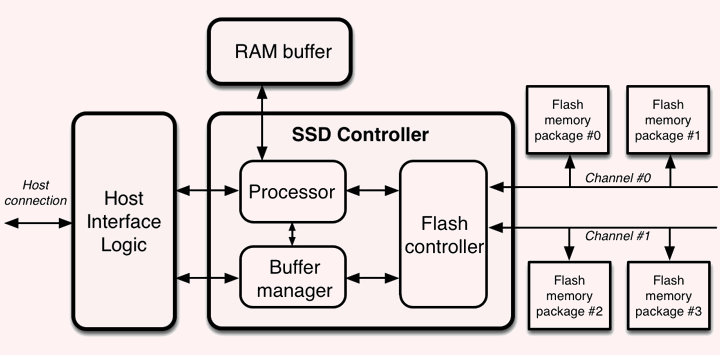 RAM buffer
SSD Controller
Host
connection
Host
Interface
Logic
Processor
Buffer
manager
Flash
controller
Flash
memory
package #0
Flash
memory
package #1
Channel #0
Channel #1
Flash
memory
package #2
Flash
memory
package #3